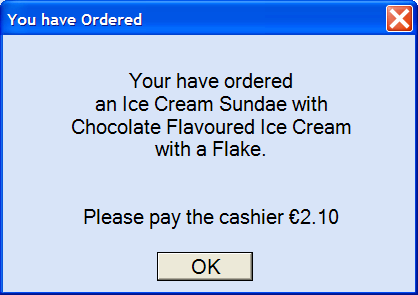 You have Ordered
Your have ordered
an Ice Cream Sundae with
Chocolate Flavoured Ice Cream
with a Flake.
Please pay the cashier €2.10
OK